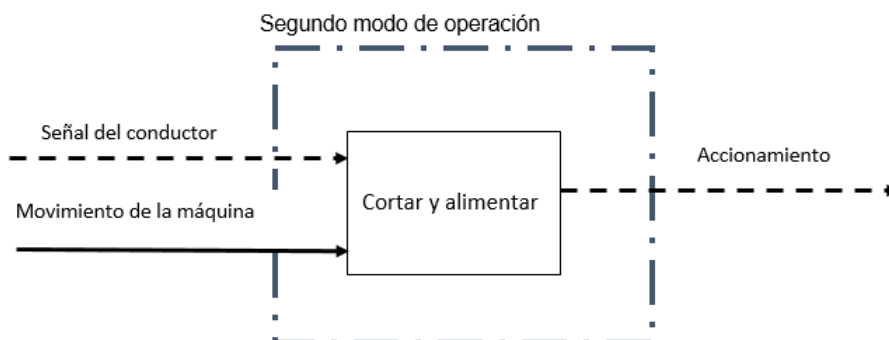 Segundo modo de operación
Señal del conductor
Accionamiento
Movimiento de la máquina
Cortar y alimentar